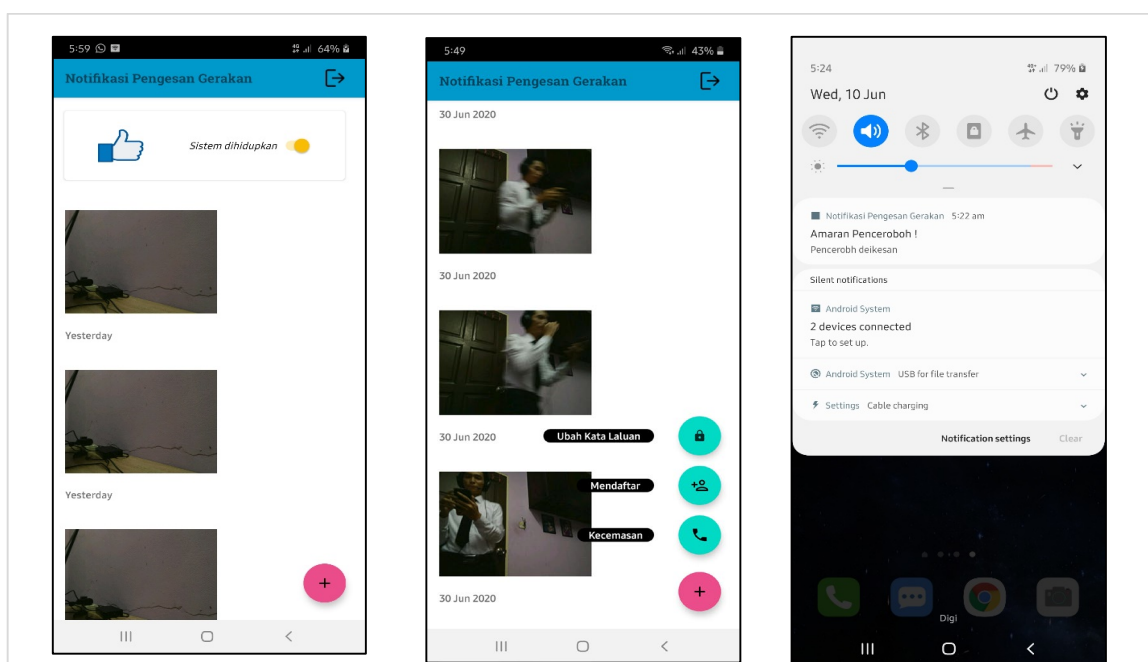 5:59
64%
Notifikasi Pengesan Gerakan
Sistem dihidupkan
Yesterday
Yesterday
5:49
43%
Notifikasi Pengesan Gerakan
30 Jun 2020
30 Jun 2020
30 Jun 2020
Ubah Kata Laluan
Mendaftar
Kecemasan
30 Jun 2020
5:24
79%
Wed, 10 Jun
Notifikasi Pengesan Gerakan 5:22 am
Amaran Penceroboh !
Pencerobh deikesan
Silent notifications
Android System
2 devices connected
Tap to set up.
Android System USB for file transfer
Settings Cable charging
Notification settings Clear
Digi